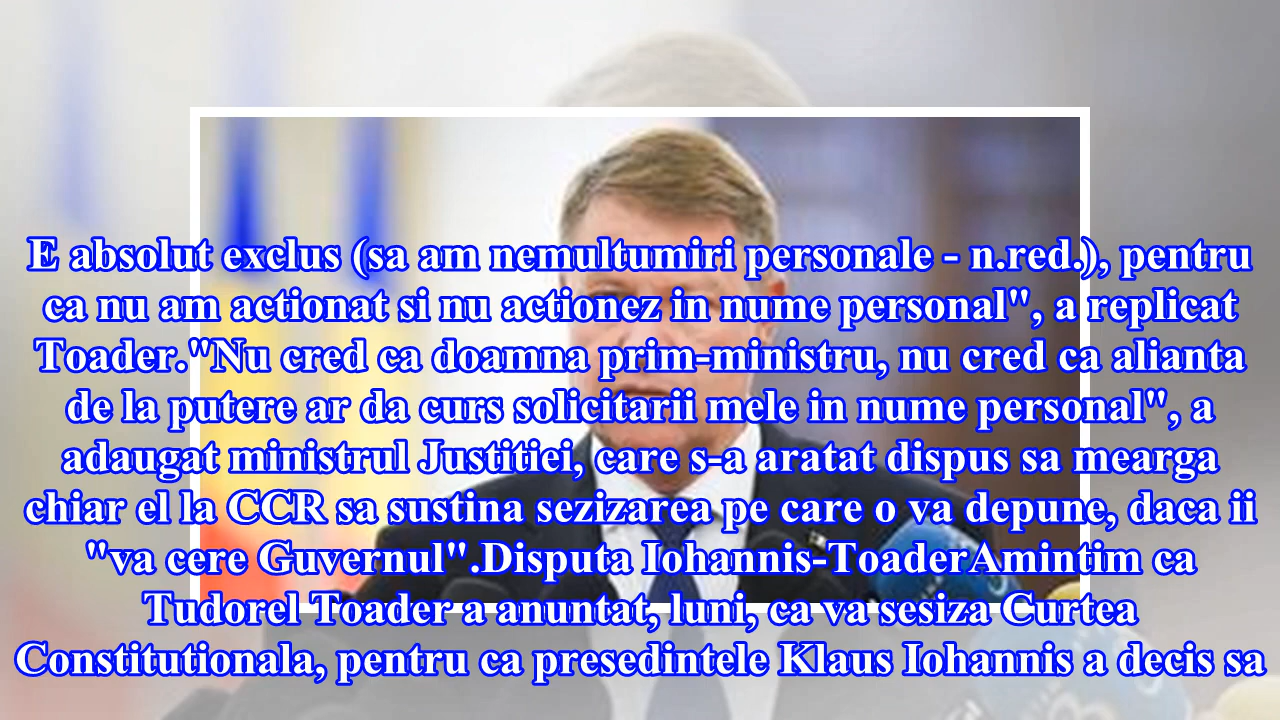 E absolut exclus (sa am nemultumiri personale - n.red.), pentru
ca nu am actionat si nu actionez in nume personal", a replicat
Toader."Nu cred ca doamna prim-ministru, nu cred ca alianta
de la putere ar da curs solicitarii mele in nume personal", a
adaugat ministrul Justitiei, care s-a aratat dispus sa mearga
chiar el la CCR sa sustina sezizarea pe care o va depune, daca ii
"va cere Guvernul".Disputa Iohannis-ToaderAmintim ca
Tudorel Toader a anuntat, luni, ca va sesiza Curtea
Constitutionala, pentru ca presedintele Klaus Iohannis a decis sa